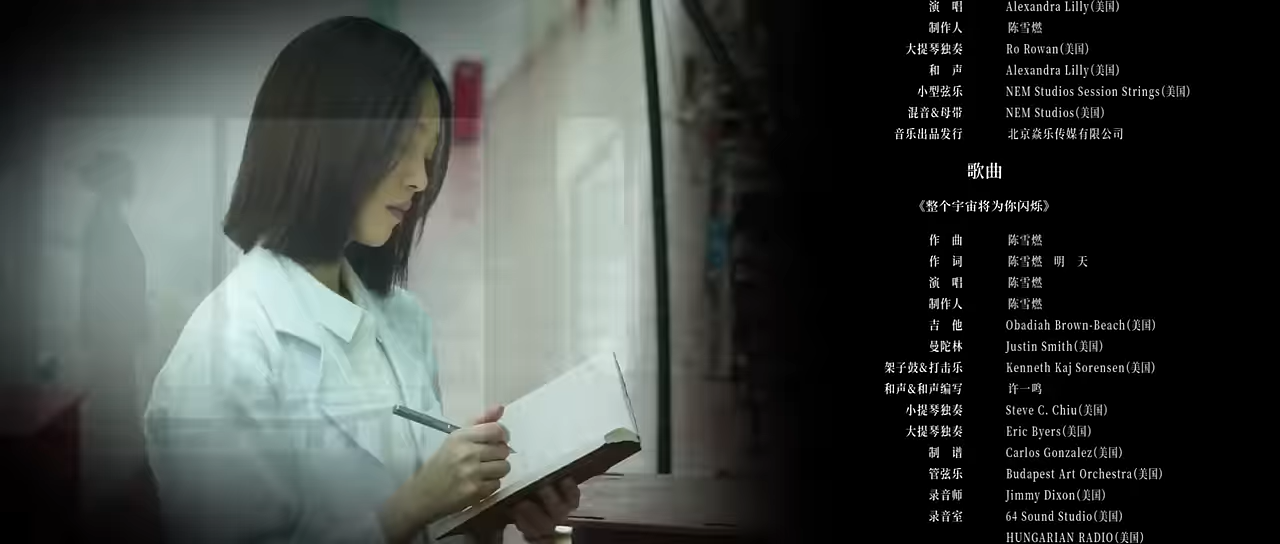 演 唱 Alexandra Lilly(美国)
制作人 陈雪燃
大提琴独奏 Ro Rowan(美国)
和 声 Alexandra Lilly(美国)
小型弦乐 NEM Studios Session Strings(美国)
混音&母带 NEM Studios(美国)
音乐出品发行 北京焱乐传媒有限公司
歌曲
《整个宇宙将为你闪烁》
作 曲 陈雪燃
作 词 陈雪燃 明 天
演 唱 陈雪燃
制作人 陈雪燃
吉 他 Obadiah Brown-Beach(美国)
曼陀林 Justin Smith(美国)
架子鼓&打击乐 Kenneth Kaj Sorensen(美国)
和声&和声编写 许一鸣
小提琴独奏 Steve C. Chiu(美国)
大提琴独奏 Eric Byers(美国)
制 谱 Carlos Gonzalez(美国)
管弦乐 Budapest Art Orchestra(美国)
录音师 Jimmy Dixon(美国)
录音室 64 Sound Studio(美国)
HUNGARIAN RADIO(美国)